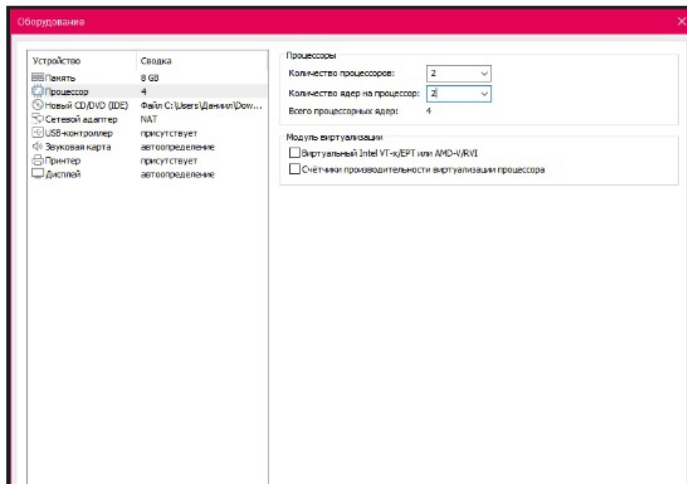 Оборудование
Устройство Сводка
Память 8 GB
Процессор 4
Новый CD/DVD (IDE) Файл C:\Users\Даниил\Dow...
Сетевой адаптер NAT
USB-контроллер присутствует
Звуковая карта автоопределение
Принтер присутствует
Дисплей автоопределение
Процессоры
Количество процессоров: 2
Количество ядер на процессор: 2
Всего процессорных ядер: 4
Модуль виртуализации
Виртуальный Intel VT-x/EPT или AMD-V/RVI
Счётчики производительности виртуализации процессора